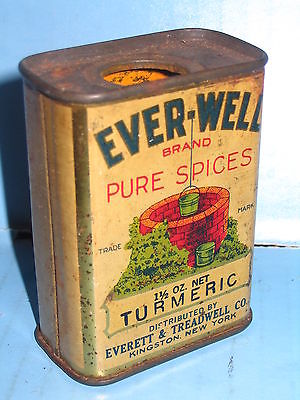 EVER-WELL
BRAND
PURE SPICES
TRADE MARK
1½ OZ. NET
TURMERIC
DISTRIBUTED BY
EVERETT & TREADWELL CO.
KINGSTON, NEW YORK